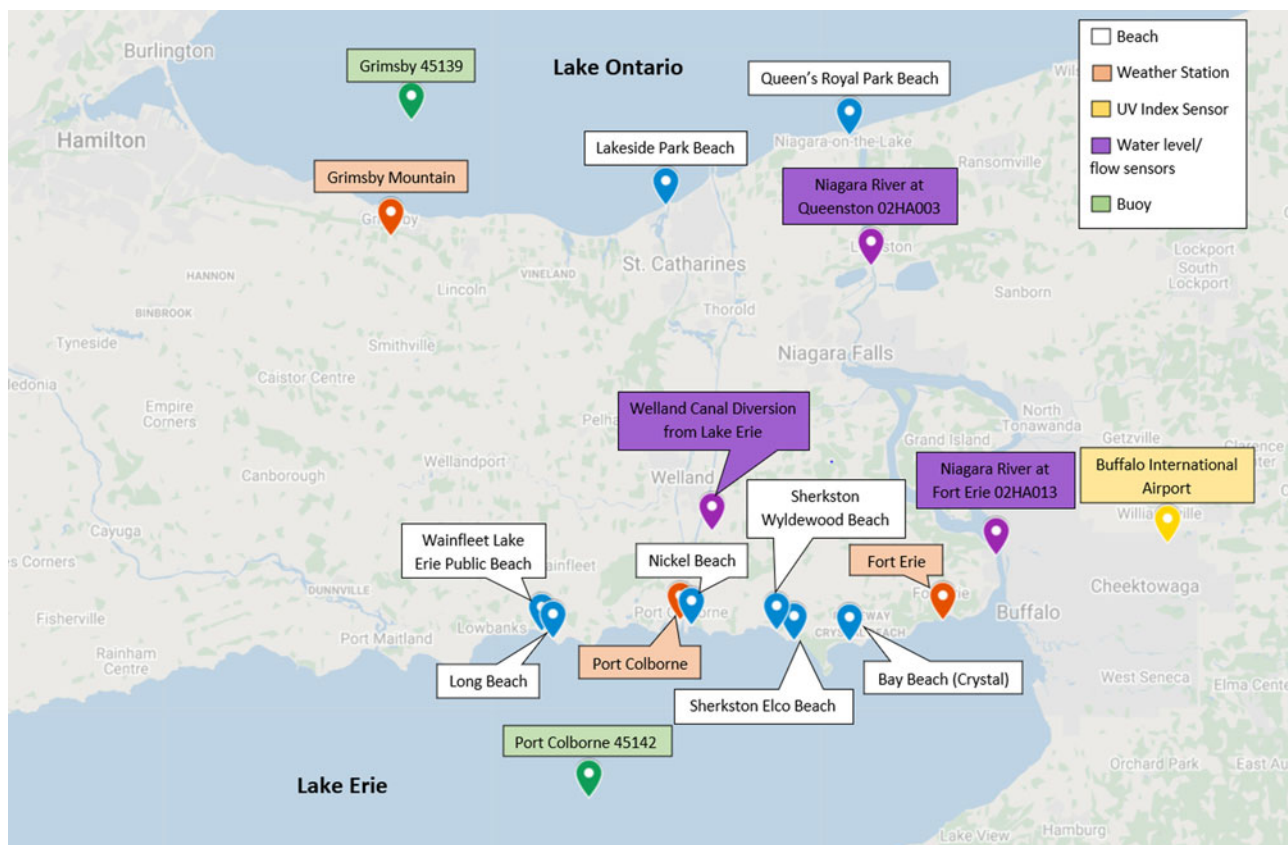 Burlington
Grimsby 45139
Lake Ontario
Queen's Royal Park Beach
Beach
Weather Station
UV Index Sensor
Water level/
flow sensors
Buoy
Hamilton
Niagara-on-the-Lake
Ransomville
Lakeside Park Beach
Grimsby Mountain
Niagara River at
Queenston 02HA003
Lockport
South
Lockport
St. Catharines
HANNON
VINELAND
Lincoln
Sanborn
BINBROOK
Thorold
Tyneside
Smithville
Niagara Falls
Caistor Centre
Empire
Corners
Welland Canal Diversion
from Lake Erie
North
Tonawanda
Grand Island
Getzville
Wellandport
Canborough
Welland
Niagara River at
Fort Erie 02HA013
Buffalo International
Airport
Sherkston
Wyldewood Beach
Cayuga
Wainfleet Lake
Erie Public Beach
Nickel Beach
Fort Erie
Cheektowaga
DUNNVILLE
Fisherville
Port Maitland
Lowbanks
Buffalo
Rainham
Centre
Long Beach
Port Colborne
Bay Beach (Crystal)
West Seneca
Sherkston Elco Beach
Port Colborne 45142
Lake Erie
Orchard Park
Lake View
Hamburg